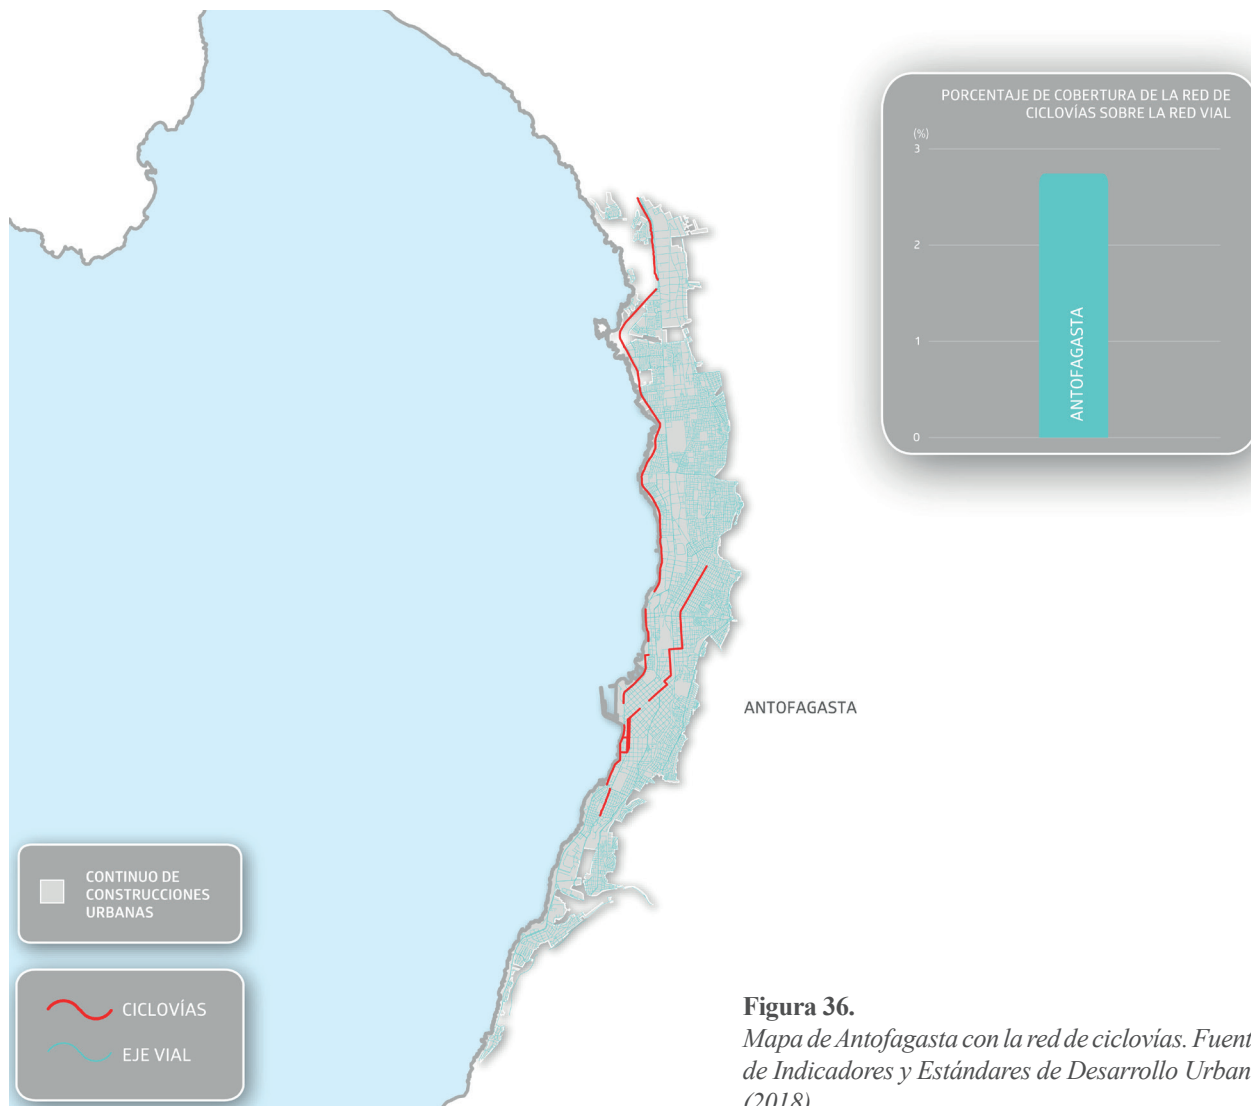 PORCENTAJE DE COBERTURA DE LA RED DE
CICLOVÍAS SOBRE LA RED VIAL
(%)
3
2
1
0
ANTOFAGASTA
ANTOFAGASTA
CONTINUO DE
CONSTRUCCIONES
URBANAS
CICLOVÍAS
EJE VIAL
Figura 36.
Mapa de Antofagasta con la red de ciclovías. Fuent
de Indicadores y Estándares de Desarrollo Urban
(2018)